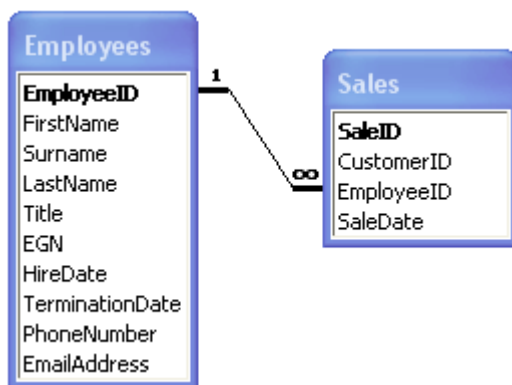 Employees
EmployeeID
FirstName
Surname
LastName
Title
EGN
HireDate
TerminationDate
PhoneNumber
EmailAddress
1
∞
Sales
SaleID
CustomerID
EmployeeID
SaleDate